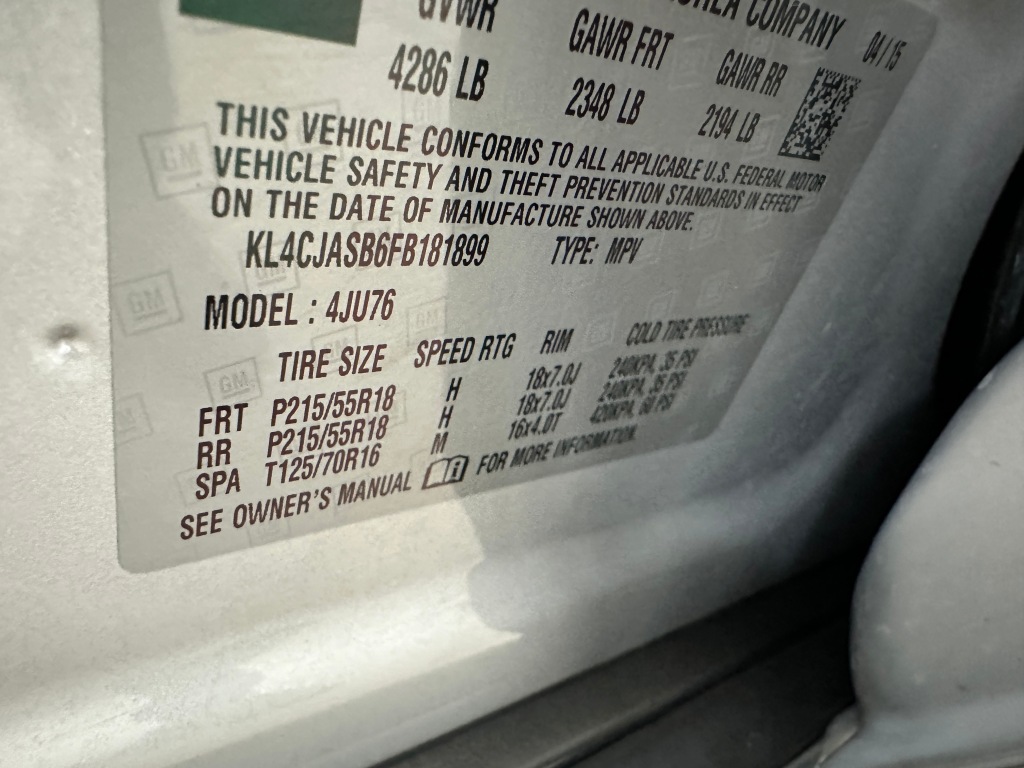 COMPANY 04/15
GVWR GAWR FRT GAWR RR
4286 LB 2348 LB 2194 LB
THIS VEHICLE CONFORMS TO ALL APPLICABLE U.S. FEDERAL MOTOR
VEHICLE SAFETY AND THEFT PREVENTION STANDARDS IN EFFECT
ON THE DATE OF MANUFACTURE SHOWN ABOVE.
KL4CJASB6FB181899 TYPE: MPV
MODEL : 4JU76
TIRE SIZE SPEED RTG RIM COLD TIRE PRESSURE
FRT P215/55R18 H 18x7.0J 240KPA, 35 PSI
RR P215/55R18 H 18x7.0J 240KPA, 35 PSI
SPA T125/70R16 M 16x4.0T 420KPA, 60 PSI
SEE OWNER'S MANUAL FOR MORE INFORMATION.
GM
GM
GM